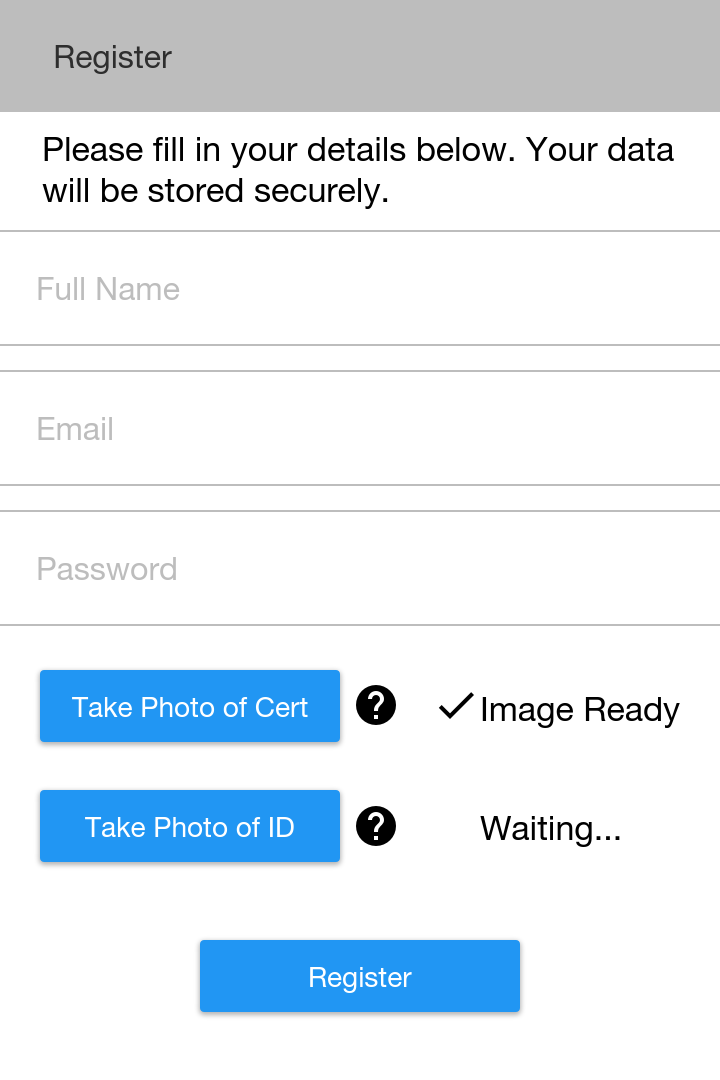 Register
Please fill in your details below. Your data
will be stored securely.
Full Name
Email
Password
Take Photo of Cert ? Image Ready
Take Photo of ID ? Waiting...
Register